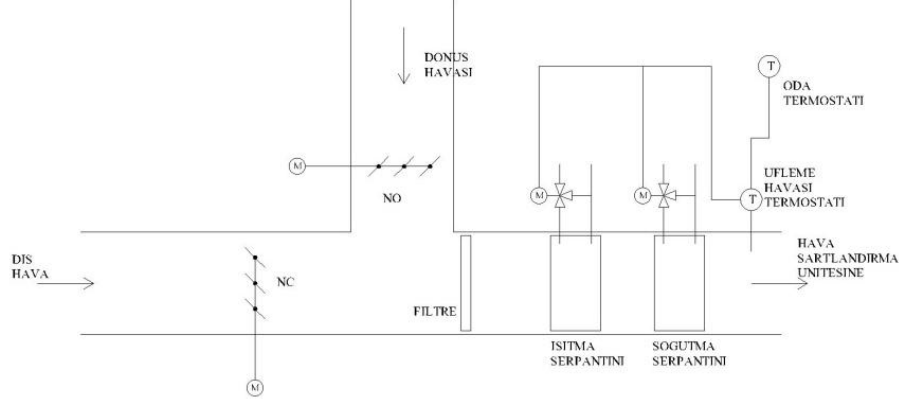 DONUS
HAVASI
T
ODA
TERMOSTATI
M
NO
M
M
T
UFLEME
HAVASI
TERMOSTATI
DIS
HAVA
NC
FILTRE
HAVA
SARTLANDIRMA
UNITESINE
ISITMA
SERPANTINI
SOGUTMA
SERPANTINI
M